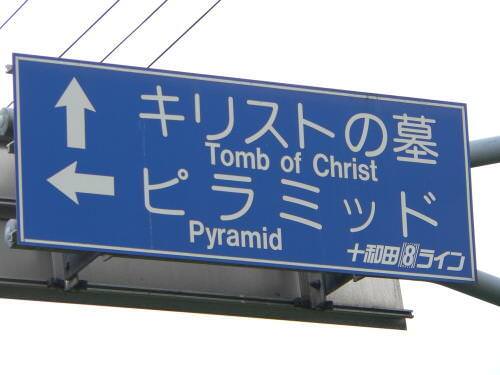 キリストの墓
Tomb of Christ
ピラミッド
Pyramid
十和田8ライン